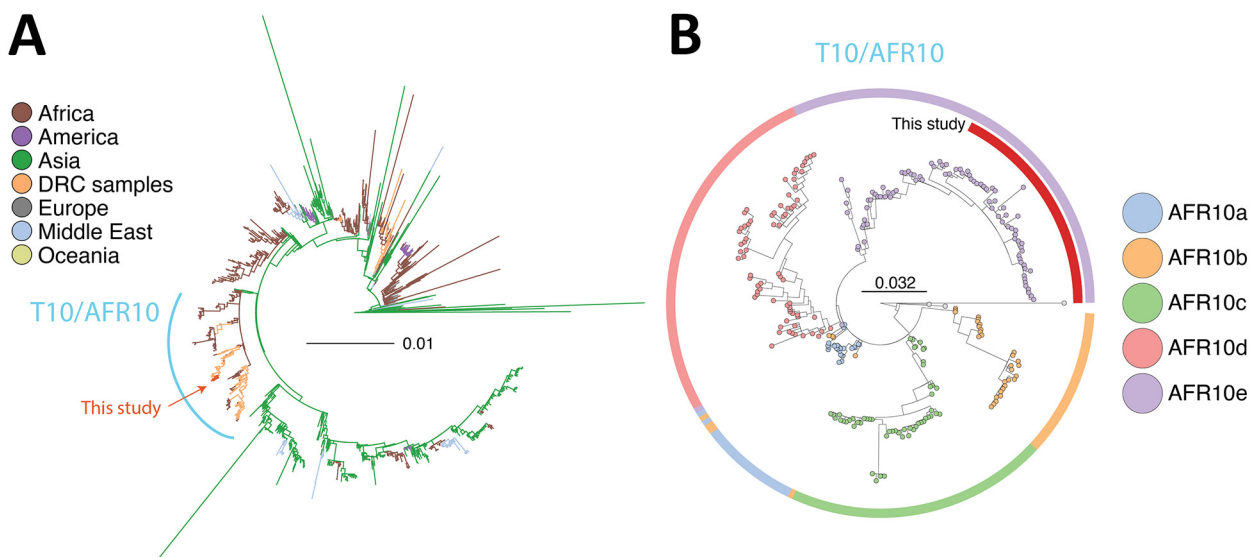 A
Africa
America
Asia
DRC samples
Europe
Middle East
Oceania
T10/AFR10
This study
0.01
B
T10/AFR10
This study
0.032
AFR10a
AFR10b
AFR10c
AFR10d
AFR10e